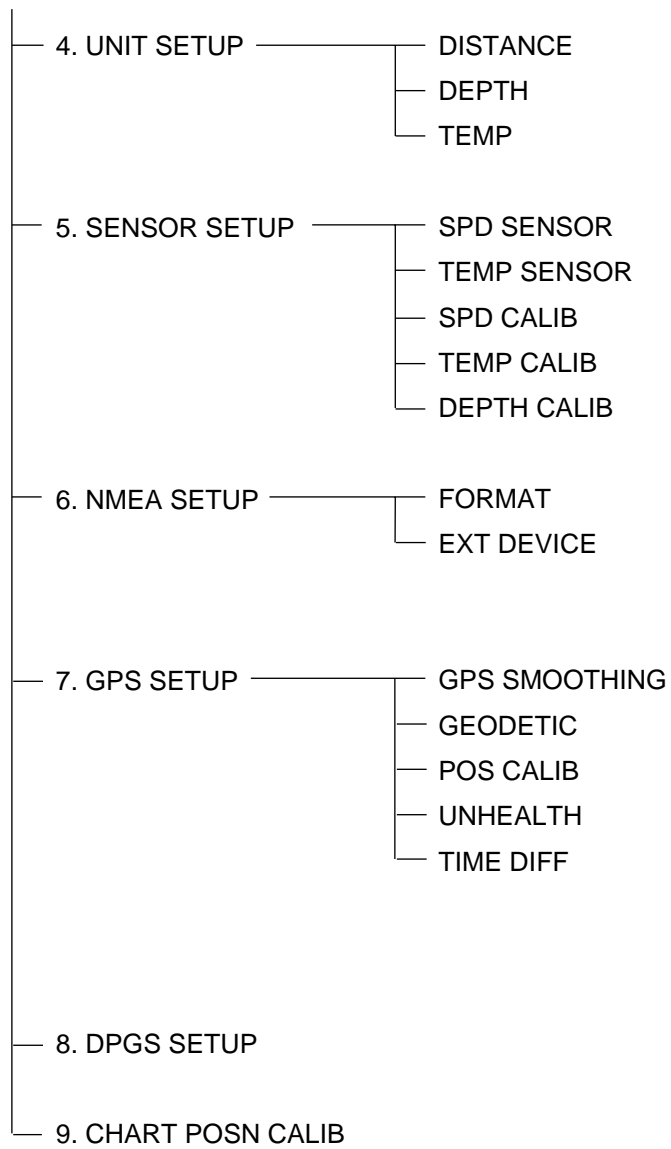 4. UNIT SETUP
DISTANCE
DEPTH
TEMP
5. SENSOR SETUP
SPD SENSOR
TEMP SENSOR
SPD CALIB
TEMP CALIB
DEPTH CALIB
6. NMEA SETUP
FORMAT
EXT DEVICE
7. GPS SETUP
GPS SMOOTHING
GEODETIC
POS CALIB
UNHEALTH
TIME DIFF
8. DPGS SETUP
9. CHART POSN CALIB